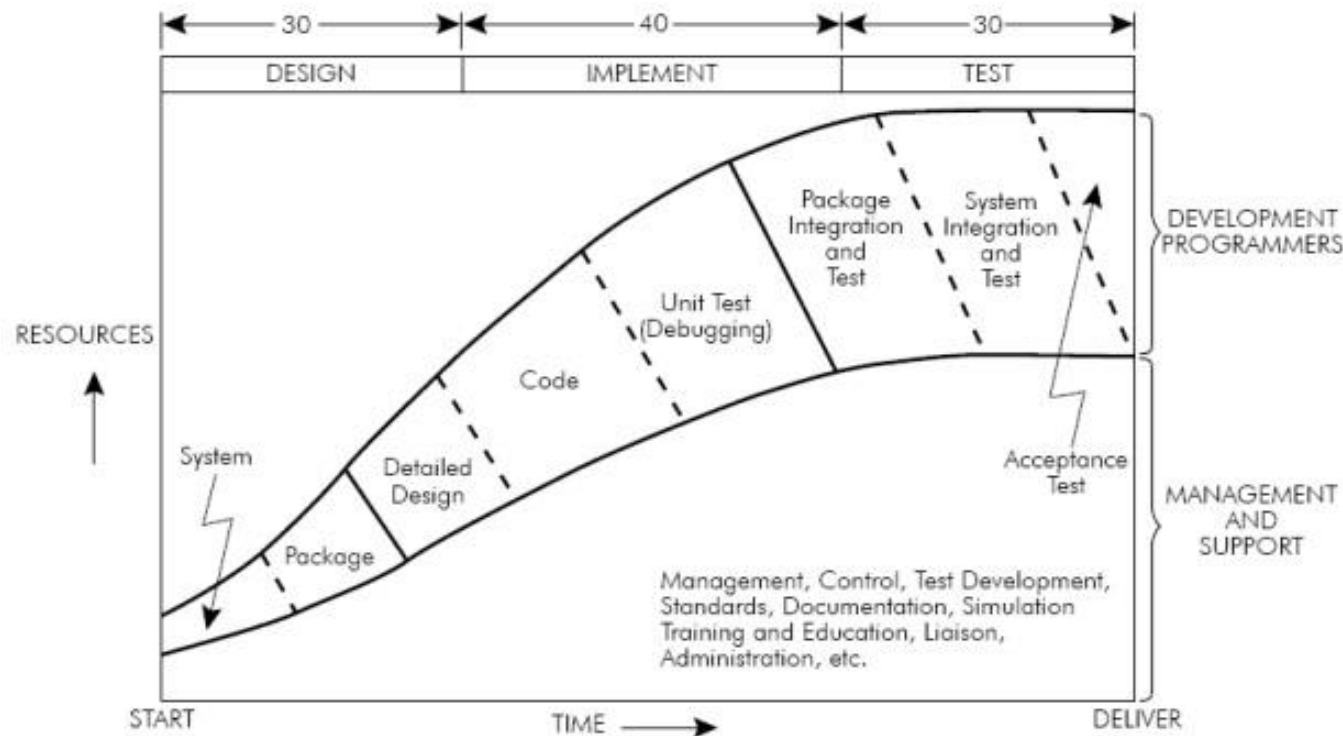 30 40 30
DESIGN IMPLEMENT TEST
Package
Integration
and
Test
System
Integration
and
Test
DEVELOPMENT
PROGRAMMERS
Unit Test
(Debugging)
RESOURCES
Code
System
Detailed
Design
Acceptance
Test
Package
MANAGEMENT
AND
SUPPORT
Management, Control, Test Development,
Standards, Documentation, Simulation
Training and Education, Liaison,
Administration, etc.
START TIME DELIVER